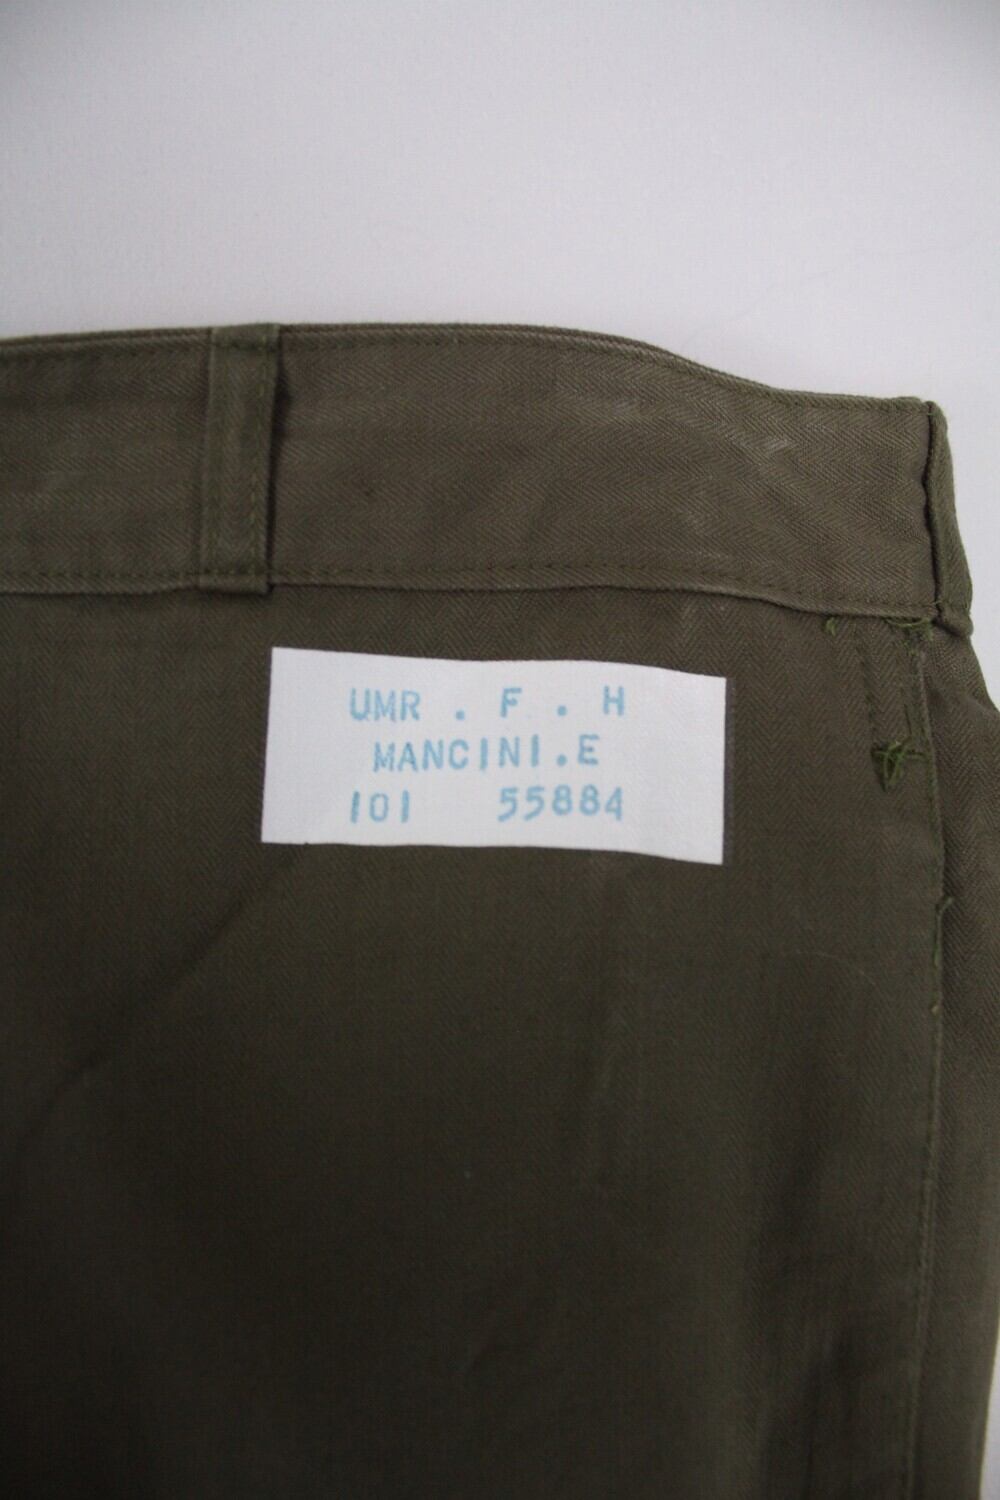 UMR . F . H
MANCINI.E
101 55884